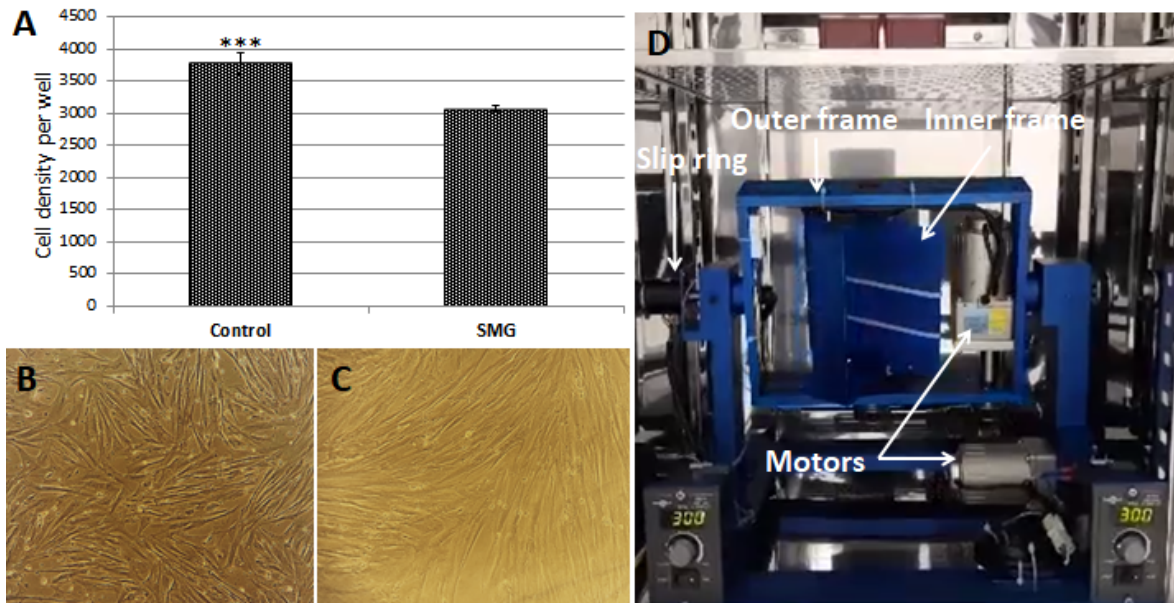 A
4500
4000
3500
3000
2500
2000
1500
1000
500
0
Cell density per well
***
Control
SMG
B
C
D
Outer frame
Inner frame
Slip ring
Motors
300
300